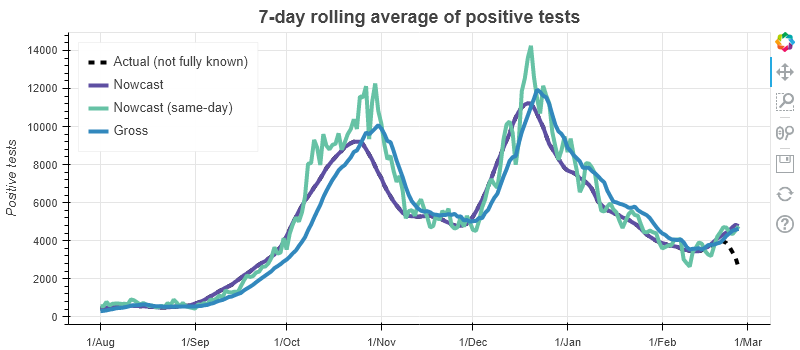 7-day rolling average of positive tests
Positive tests
14000
12000
10000
8000
6000
4000
2000
0
Actual (not fully known)
Nowcast
Nowcast (same-day)
Gross
1/Aug
1/Sep
1/Oct
1/Nov
1/Dec
1/Jan
1/Feb
1/Mar